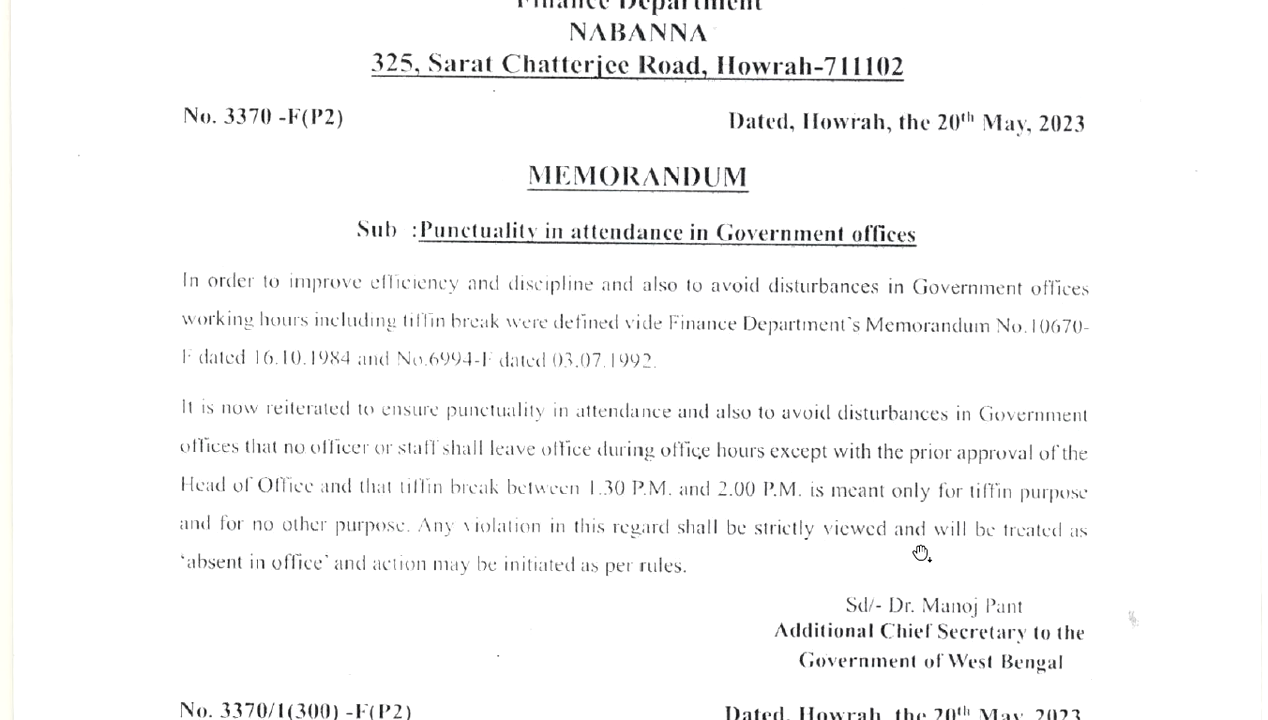 Finance Department
NABANNA
325, Sarat Chatterjee Road, Howrah-711102
No. 3370 -F(P2) Dated, Howrah, the 20th May, 2023
MEMORANDUM
Sub :Punctuality in attendance in Government offices
In order to improve efficiency and discipline and also to avoid disturbances in Government offices
working hours including tiffin break were defined vide Finance Department's Memorandum No.10670-
F dated 16.10.1984 and No.6994-F dated 03.07.1992.
It is now reiterated to ensure punctuality in attendance and also to avoid disturbances in Government
offices that no officer or staff shall leave office during office hours except with the prior approval of the
Head of Office and that tiffin break between 1.30 P.M. and 2.00 P.M. is meant only for tiffin purpose
and for no other purpose. Any violation in this regard shall be strictly viewed and will be treated as
'absent in office' and action may be initiated as per rules.
Sd/- Dr. Manoj Pant
Additional Chief Secretary to the
Government of West Bengal
No. 3370/1(300) -F(P2) Dated, Howrah, the 20th May, 2023